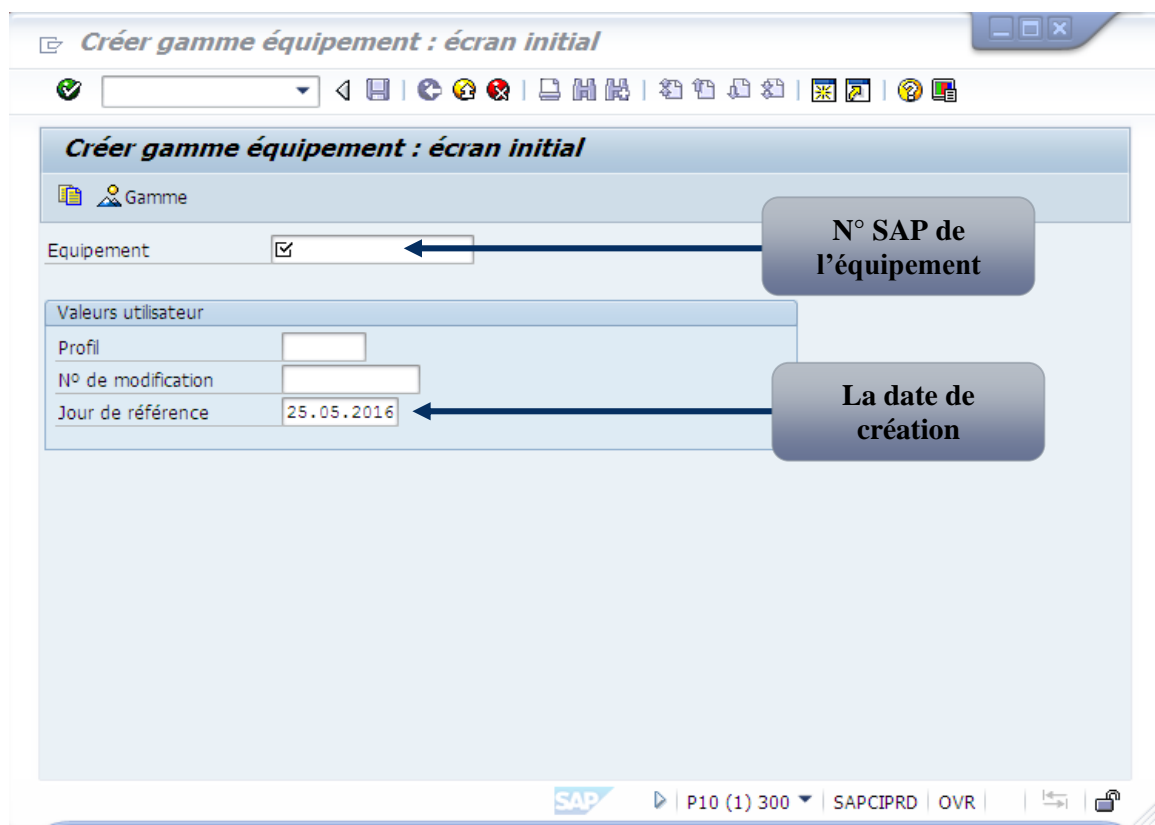 Créer gamme équipement : écran initial
Créer gamme équipement : écran initial
Gamme
Equipement
N° SAP de
l’équipement
Valeurs utilisateur
Profil
Nº de modification
Jour de référence 25.05.2016
La date de
création
SAP P10 (1) 300 SAPCIPRD OVR